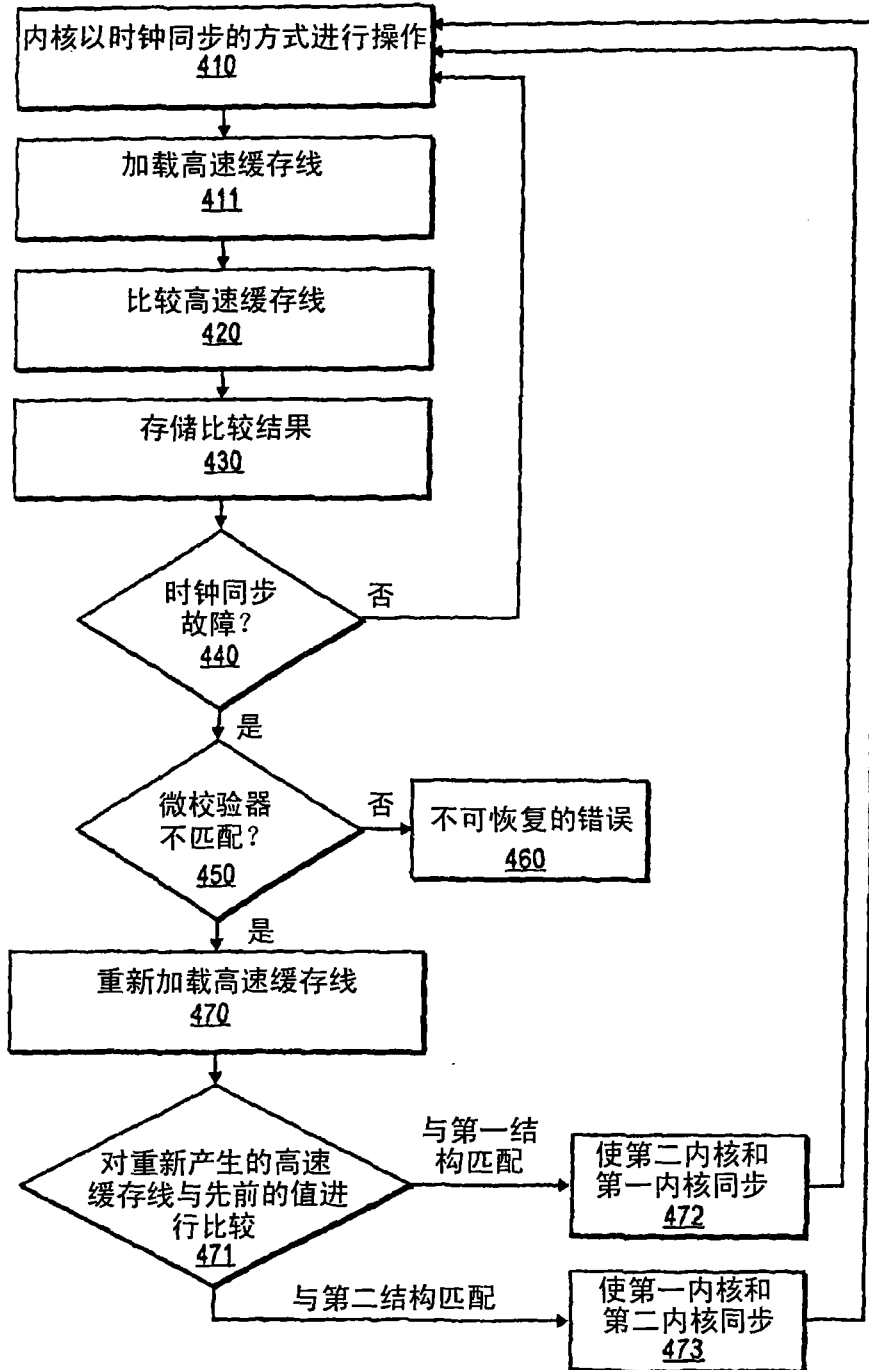 内核以时钟同步的方式进行操作
410
加载高速缓存线
411
比较高速缓存线
420
存储比较结果
430
时钟同步
故障?
440
否
是
微校验器
不匹配?
450
否
不可恢复的错误
460
是
重新加载高速缓存线
470
对重新产生的高速
缓存线与先前的值进
行比较
471
与第一结
构匹配
使第二内核和
第一内核同步
472
与第二结构匹配
使第一内核和
第二内核同步
473